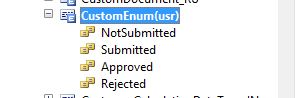 CustomEnum(usr)
NotSubmitted
Submitted
Approved
Rejected